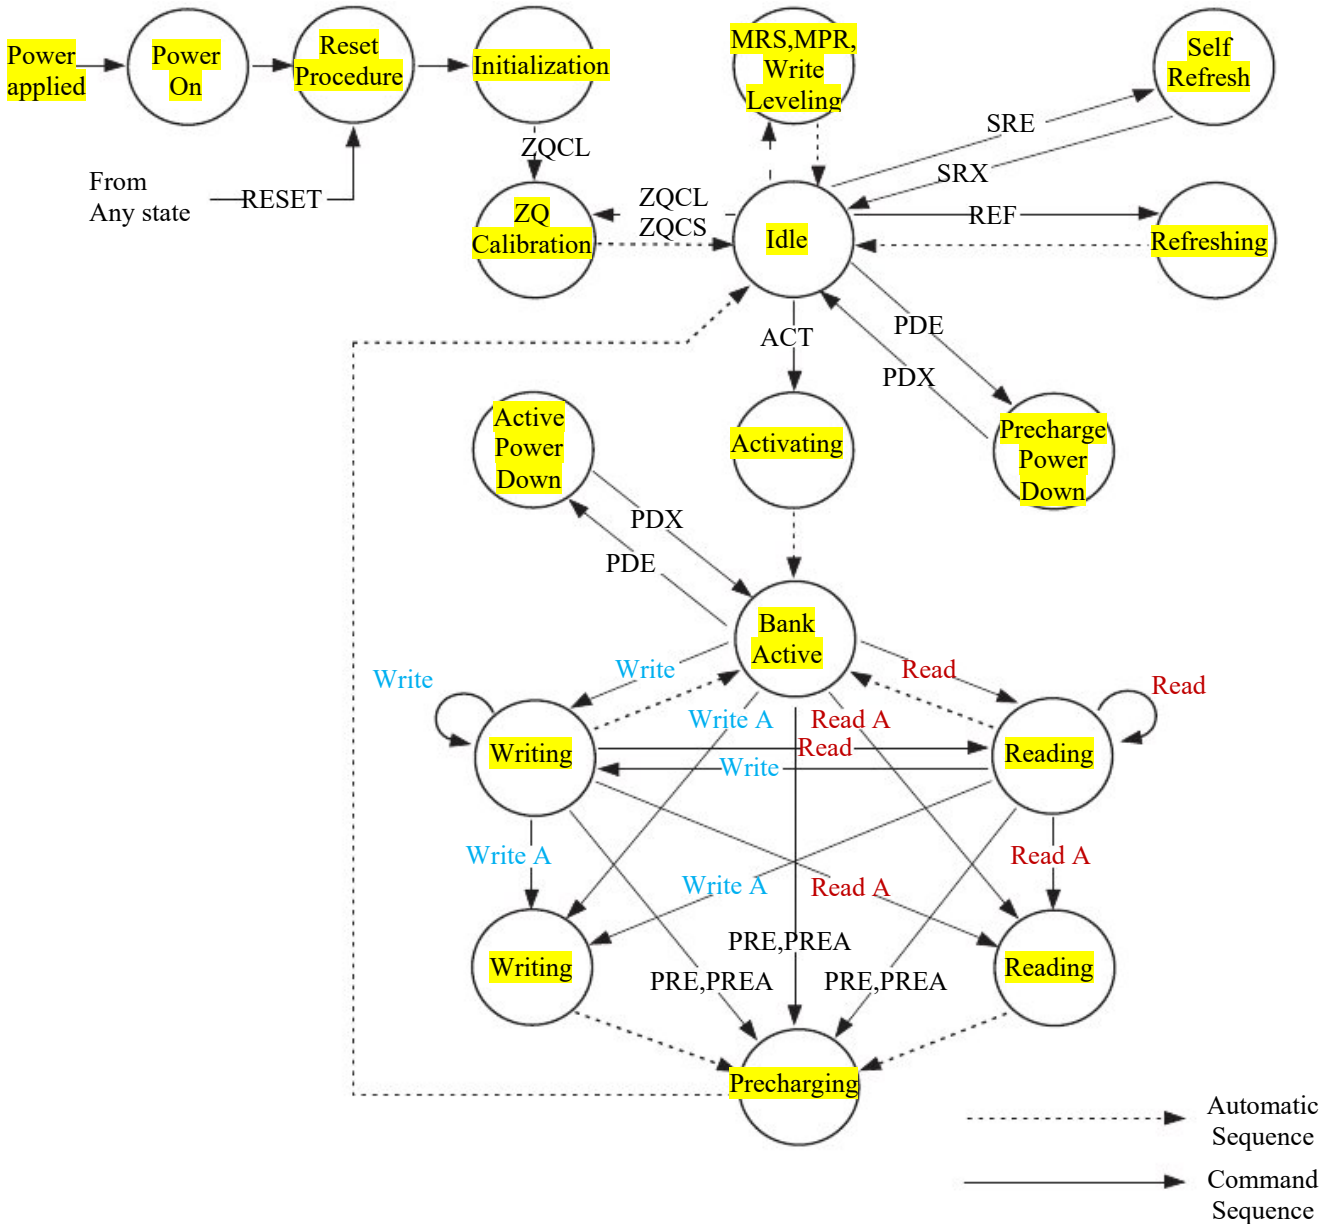 Power
applied
Power
On
Reset
Procedure
Initialization
MRS,MPR,
Write
Leveling
Self
Refresh
SRE
SRX
ZQCL
From
Any state
RESET
ZQ
Calibration
ZQCL
ZQCS
Idle
REF
Refreshing
ACT
PDE
PDX
Active
Power
Down
Activating
Precharge
Power
Down
PDX
PDE
Bank
Active
Write
Write
Read
Read
Write A
Read A
Writing
Read
Write
Reading
Write A
Write A
Read A
Read A
PRE,PREA
Writing
PRE,PREA
PRE,PREA
Reading
Precharging
Automatic
Sequence
Command
Sequence